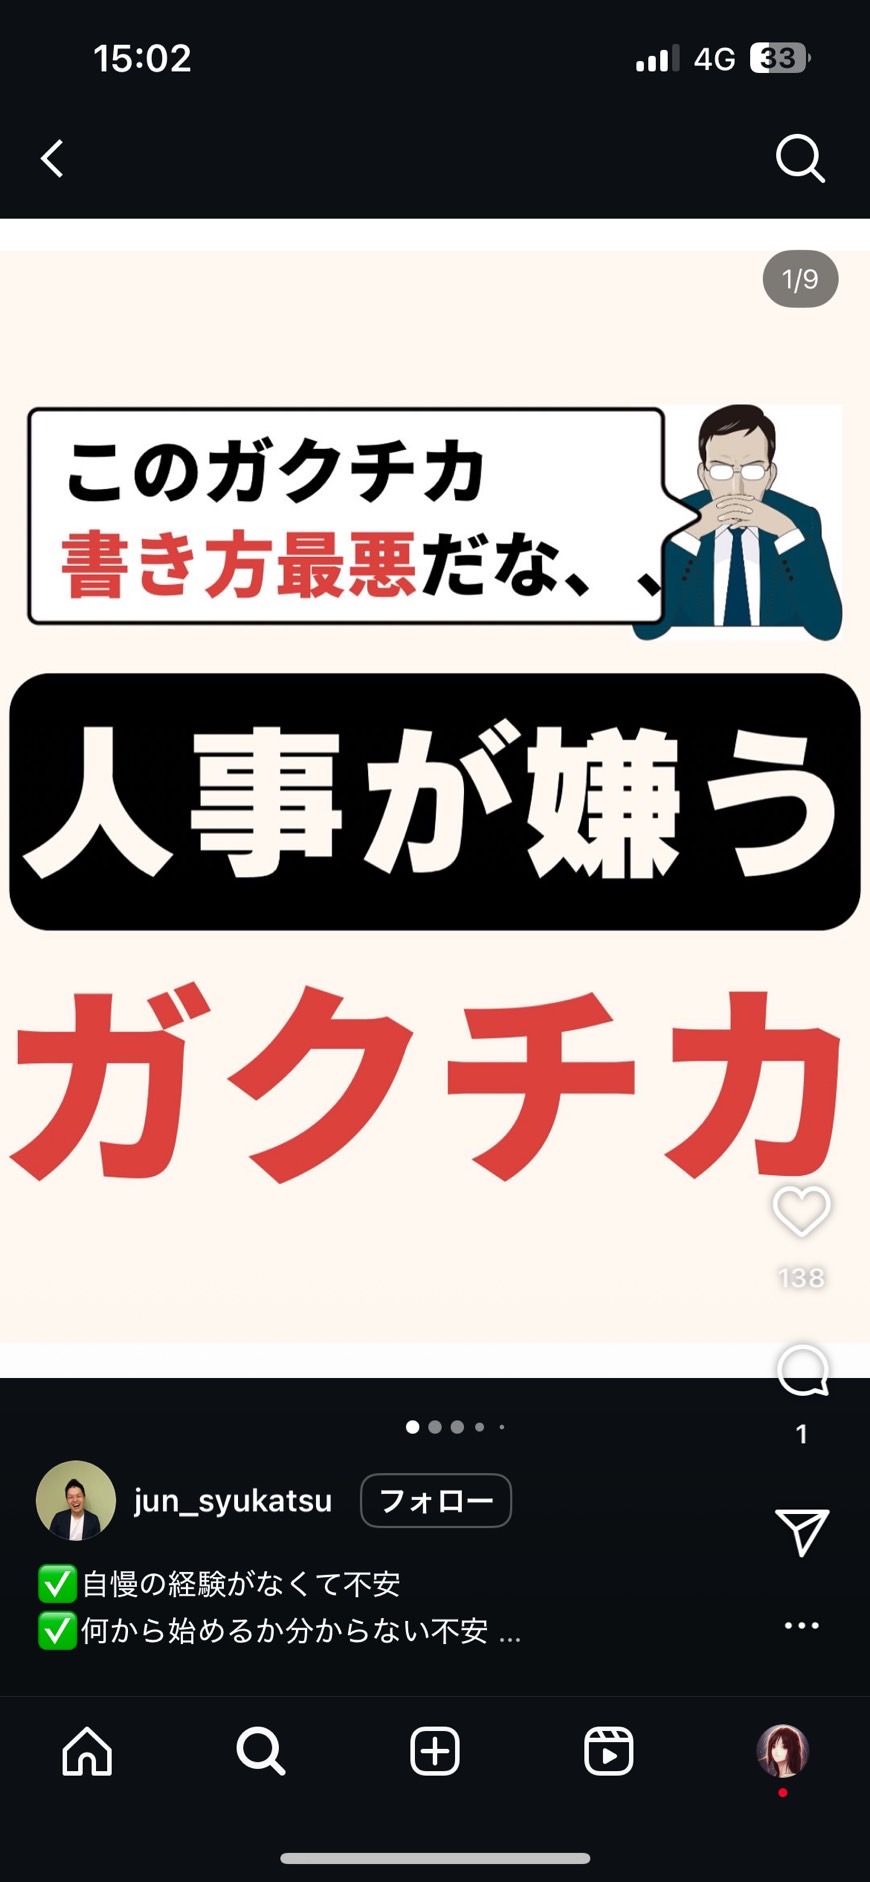 15:02
4G 33
1/9
このガクチカ
書き方最悪だな、、
人事が嫌う
ガクチカ
138
1
jun_syukatsu フォロー
✅自慢の経験がなくて不安
✅何から始めるか分からない不安 ...